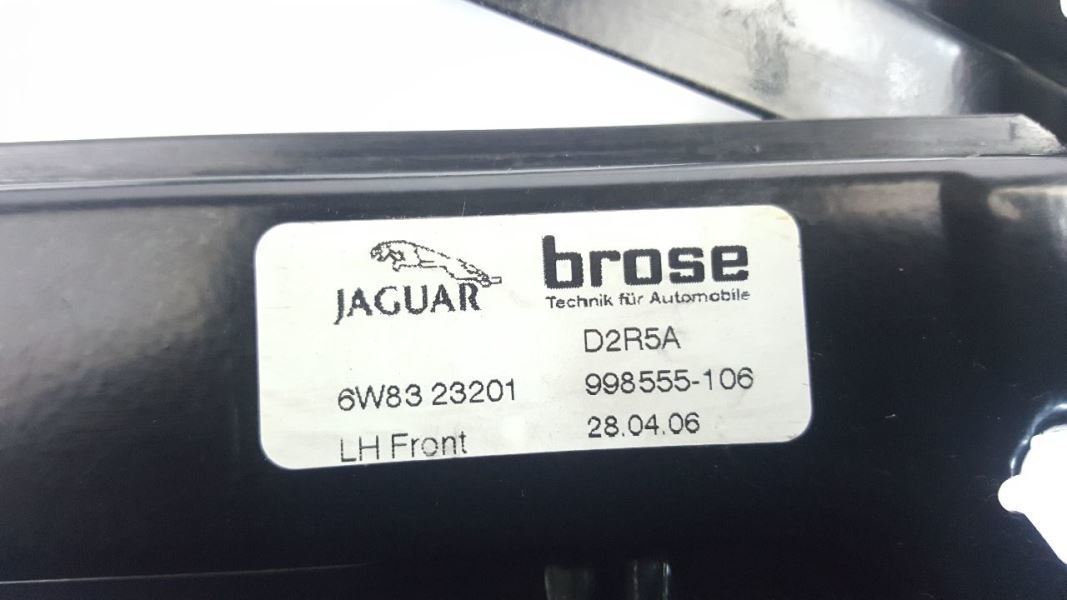 JAGUAR
brose
Technik für Automobile
D2R5A
6W83 23201
998555-106
LH Front
28.04.06